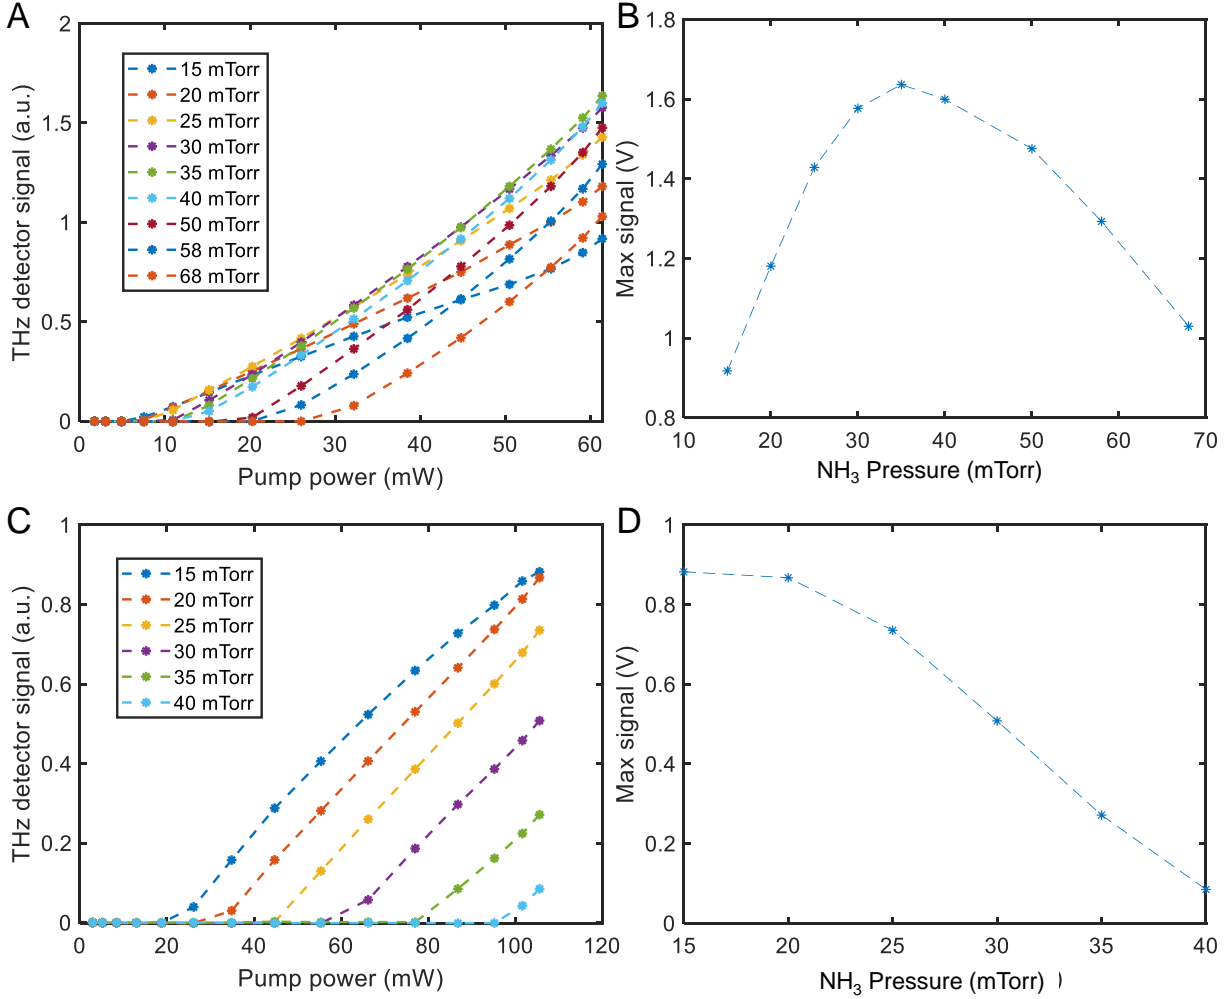 A
2
1.5
1
0.5
0
THz detector signal (a.u.)
15 mTorr
20 mTorr
25 mTorr
30 mTorr
35 mTorr
40 mTorr
50 mTorr
58 mTorr
68 mTorr
0 10 20 30 40 50 60
Pump power (mW)
B
1.8
1.6
1.4
1.2
1
0.8
Max signal (V)
10 20 30 40 50 60 70
NH3 Pressure (mTorr)
C
1
0.8
0.6
0.4
0.2
0
THz detector signal (a.u.)
15 mTorr
20 mTorr
25 mTorr
30 mTorr
35 mTorr
40 mTorr
0 20 40 60 80 100 120
Pump power (mW)
D
1
0.8
0.6
0.4
0.2
0
Max signal (V)
15 20 25 30 35 40
NH3 Pressure (mTorr) )